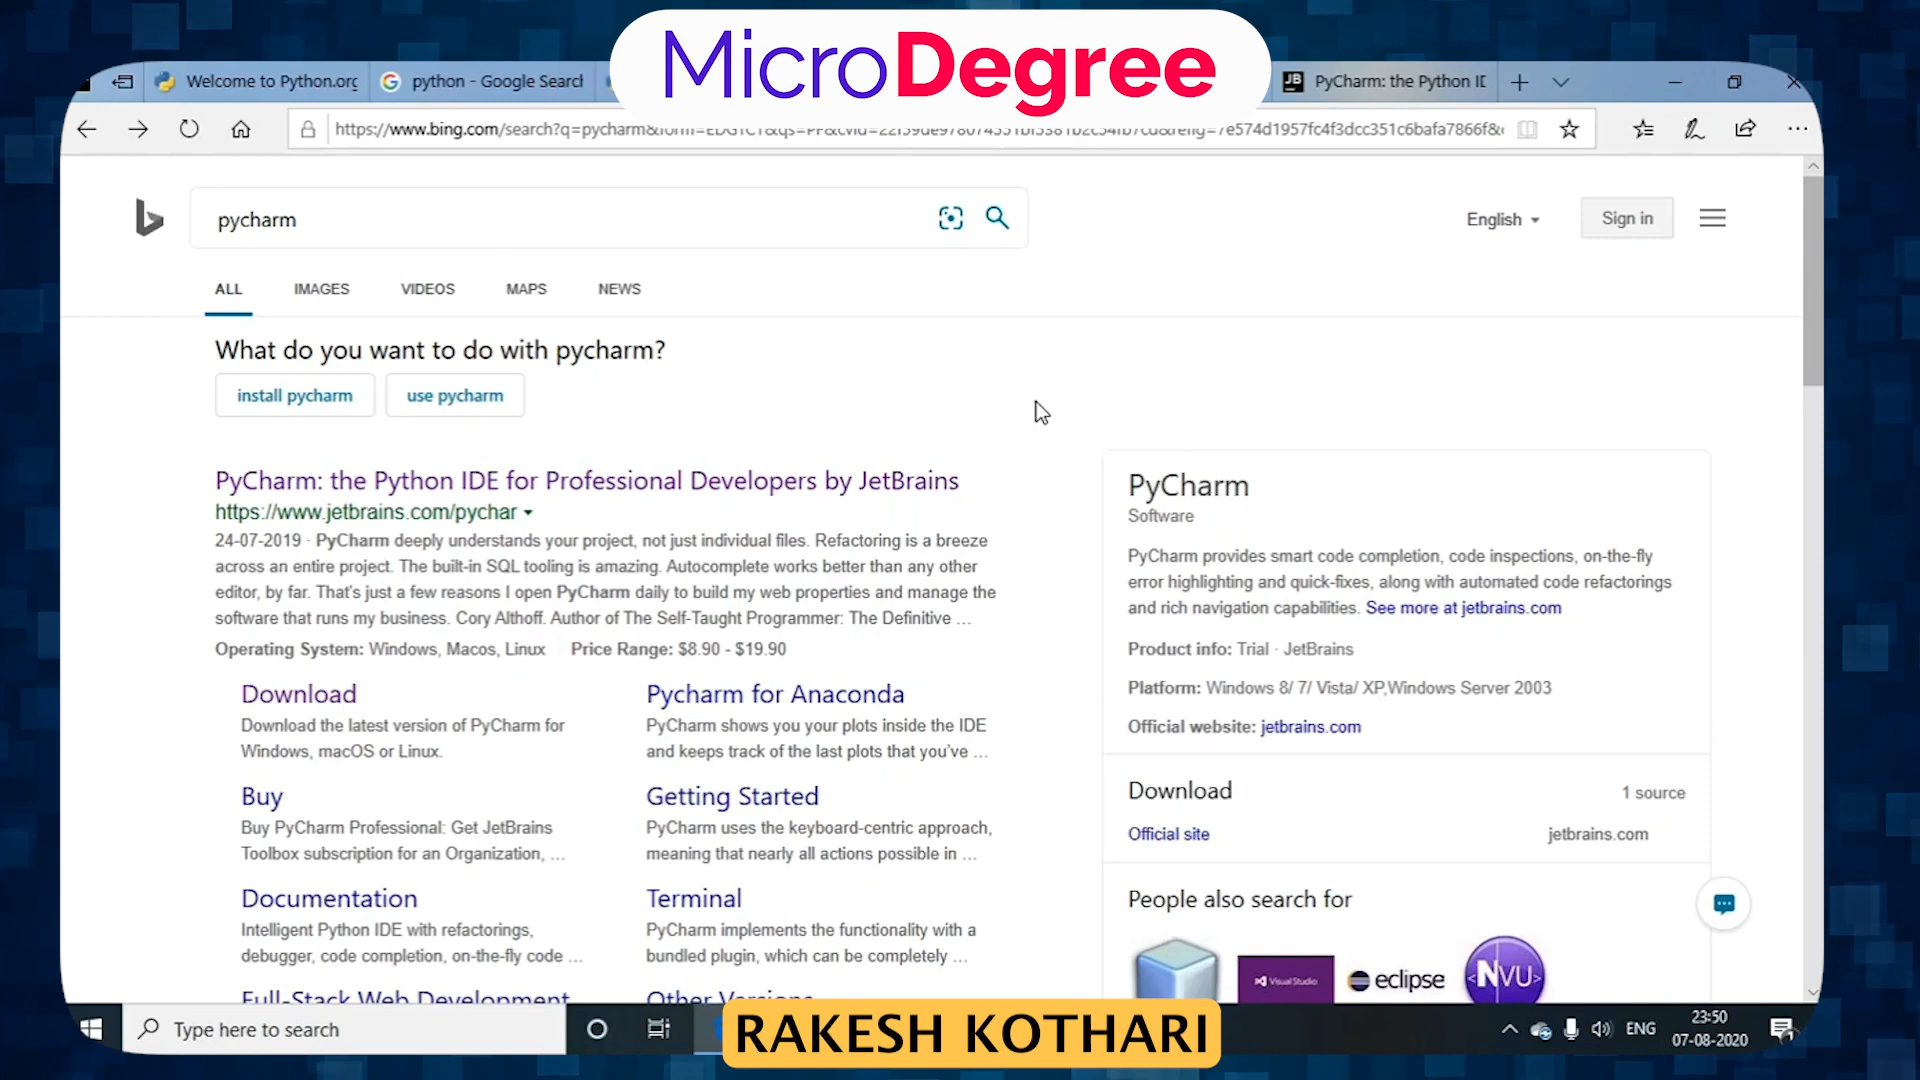 MicroDegree
Welcome to Python.org
python - Google Search
JB PyCharm: the Python ID
pycharm
English
Sign in
ALL IMAGES VIDEOS MAPS NEWS
What do you want to do with pycharm?
install pycharm use pycharm
PyCharm: the Python IDE for Professional Developers by JetBrains
https://www.jetbrains.com/pychar
24-07-2019 · PyCharm deeply understands your project, not just individual files. Refactoring is a breeze
across an entire project. The built-in SQL tooling is amazing. Autocomplete works better than any other
editor, by far. That's just a few reasons I open PyCharm daily to build my web properties and manage the
software that runs my business. Cory Althoff. Author of The Self-Taught Programmer: The Definitive ...
Operating System: Windows, Macos, Linux Price Range: $8.90 - $19.90
Download
Download the latest version of PyCharm for
Windows, macOS or Linux.
Buy
Buy PyCharm Professional: Get JetBrains
Toolbox subscription for an Organization, ...
Documentation
Intelligent Python IDE with refactorings,
debugger, code completion, on-the-fly code ...
Full-Stack Web Development
Pycharm for Anaconda
PyCharm shows you your plots inside the IDE
and keeps track of the last plots that you've ...
Getting Started
PyCharm uses the keyboard-centric approach,
meaning that nearly all actions possible in ...
Terminal
PyCharm implements the functionality with a
bundled plugin, which can be completely ...
Other Versions
PyCharm
Software
PyCharm provides smart code completion, code inspections, on-the-fly
error highlighting and quick-fixes, along with automated code refactorings
and rich navigation capabilities. See more at jetbrains.com
Product info: Trial · JetBrains
Platform: Windows 8/ 7/ Vista/ XP,Windows Server 2003
Official website: jetbrains.com
Download 1 source
Official site jetbrains.com
People also search for
Visual Studio eclipse <NVU>
Type here to search
RAKESH KOTHARI
ENG
23:50
07-08-2020